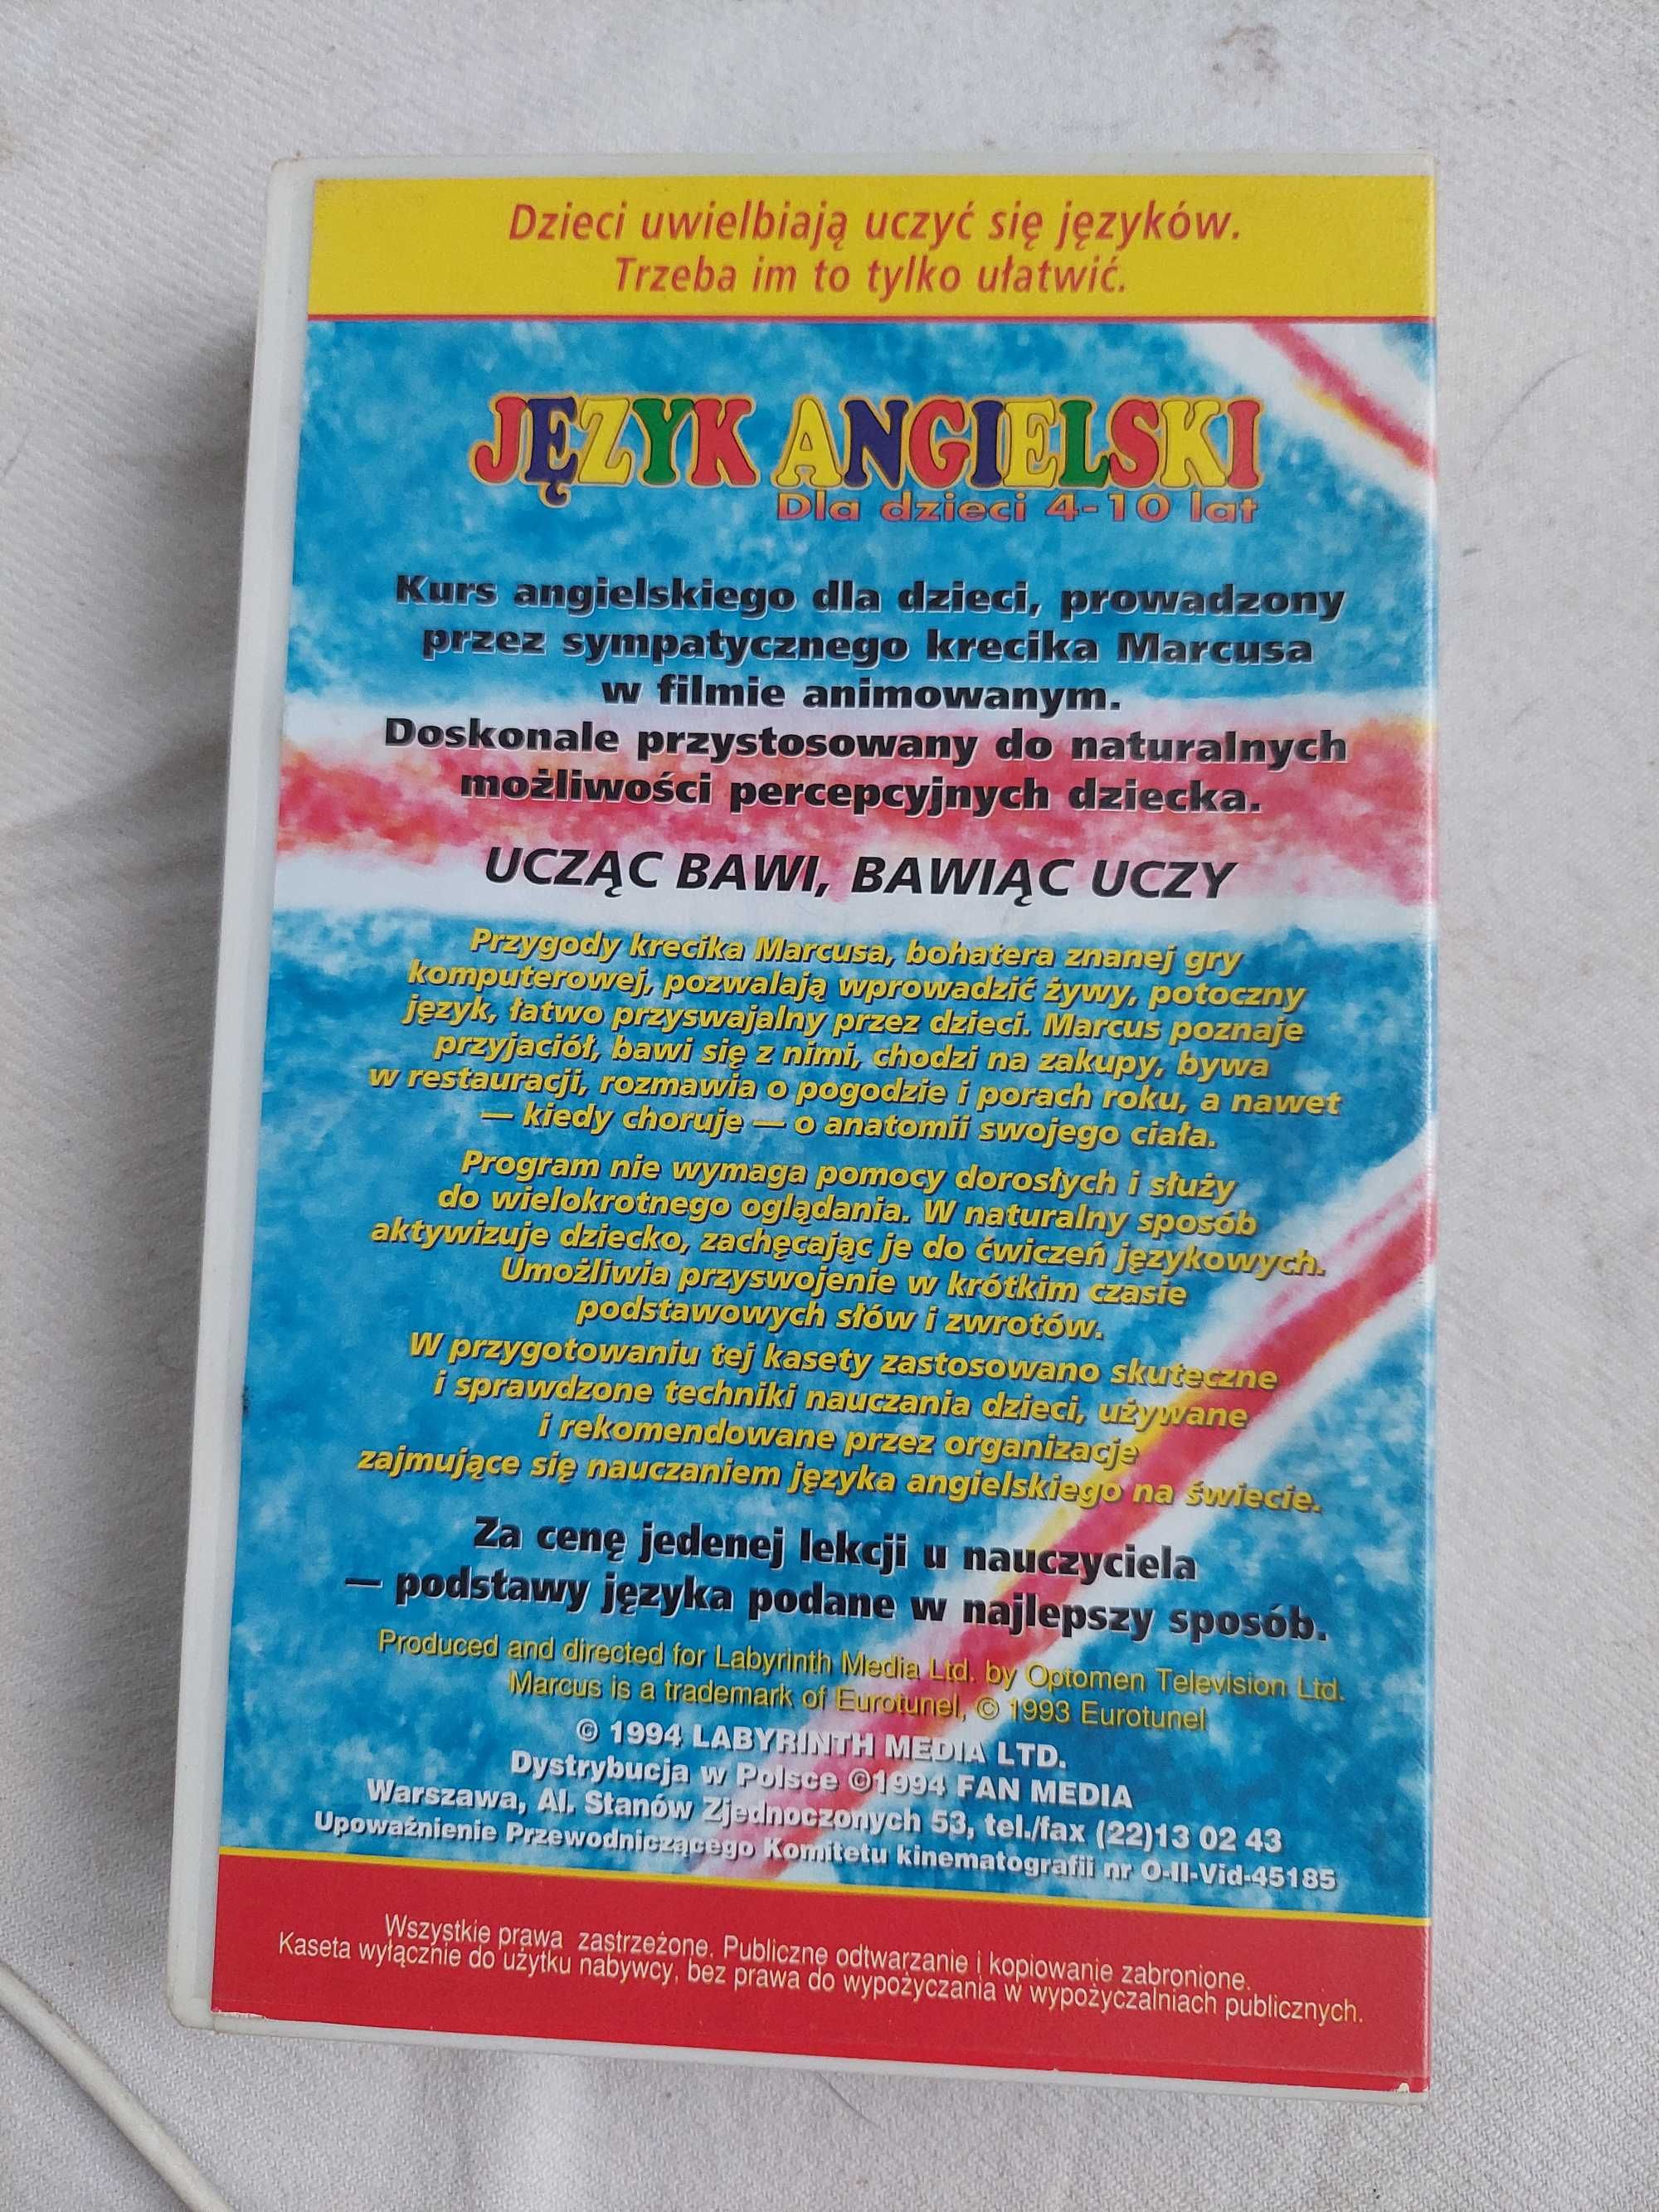 Dzieci uwielbiają uczyć się języków.
Trzeba im to tylko ułatwić.
JĘZYK ANGIELSKI
Dla dzieci 4-10 lat
Kurs angielskiego dla dzieci, prowadzony
przez sympatycznego krecika Marcusa
w filmie animowanym.
Doskonale przystosowany do naturalnych
możliwości percepcyjnych dziecka.
UCZĄC BAWI, BAWIĄC UCZY
Przygody krecika Marcusa, bohatera znanej gry
komputerowej, pozwalają wprowadzić żywy, potoczny
język, łatwo przyswajalny przez dzieci. Marcus poznaje
przyjaciół, bawi się z nimi, chodzi na zakupy, bywa
w restauracji, rozmawia o pogodzie i porach roku, a nawet
— kiedy choruje — o anatomii swojego ciała.
Program nie wymaga pomocy dorosłych i służy
do wielokrotnego oglądania. W naturalny sposób
aktywizuje dziecko, zachęcając je do ćwiczeń językowych.
Umożliwia przyswojenie w krótkim czasie
podstawowych słów i zwrotów.
W przygotowaniu tej kasety zastosowano skuteczne
i sprawdzone techniki nauczania dzieci, używane
i rekomendowane przez organizacje
zajmujące się nauczaniem języka angielskiego na świecie.
Za cenę jedenej lekcji u nauczyciela
— podstawy języka podane w najlepszy sposób.
Produced and directed for Labyrinth Media Ltd. by Optomen Television Ltd.
Marcus is a trademark of Eurotunel, © 1993 Eurotunel
© 1994 LABYRINTH MEDIA LTD.
Dystrybucja w Polsce ©1994 FAN MEDIA
Warszawa, Al. Stanów Zjednoczonych 53, tel./fax (22)13 02 43
Upoważnienie Przewodniczącego Komitetu kinematografii nr O-II-Vid-45185
Wszystkie prawa zastrzeżone. Publiczne odtwarzanie i kopiowanie zabronione.
Kaseta wyłącznie do użytku nabywcy, bez prawa do wypożyczania w wypożyczalniach publicznych.